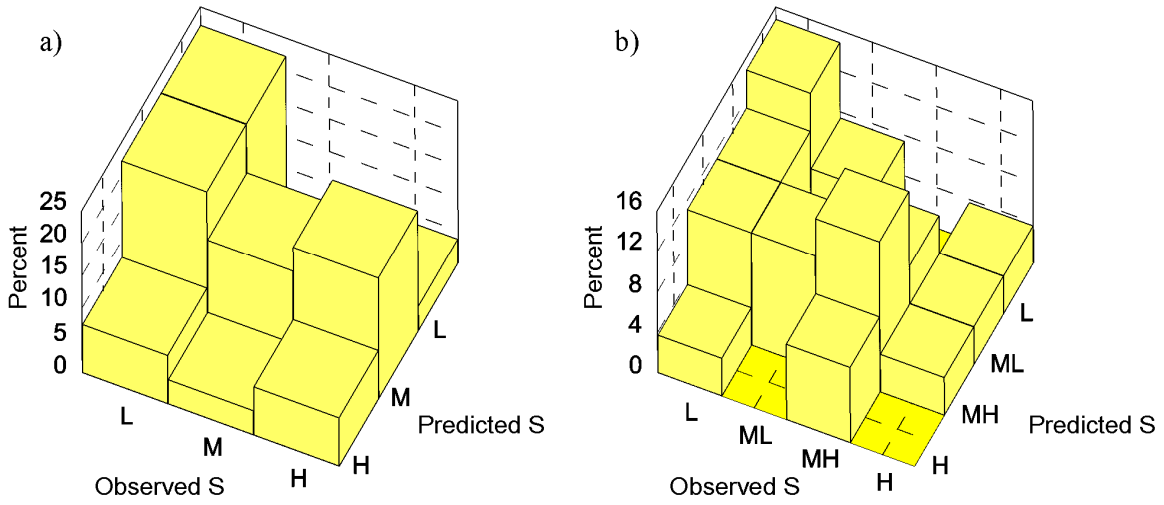 a)
25
20
15
10
5
0
Percent
L
M
H
H
M
L
Observed S
Predicted S
b)
16
12
8
4
0
Percent
L
ML
MH
H
H
MH
ML
L
Observed S
Predicted S